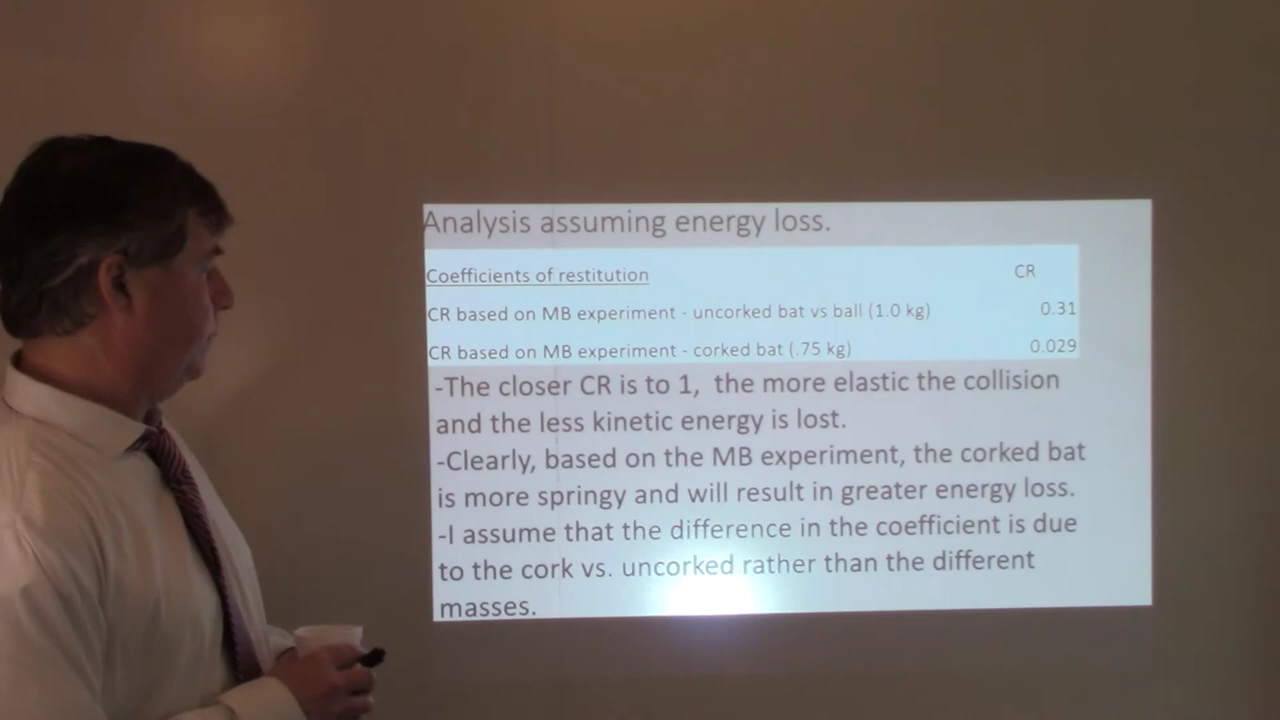 Analysis assuming energy loss.
Coefficients of restitution CR
CR based on MB experiment - uncorked bat vs ball (1.0 kg) 0.31
CR based on MB experiment - corked bat (.75 kg) 0.029
-The closer CR is to 1, the more elastic the collision
and the less kinetic energy is lost.
-Clearly, based on the MB experiment, the corked bat
is more springy and will result in greater energy loss.
-I assume that the difference in the coefficient is due
to the cork vs. uncorked rather than the different
masses.